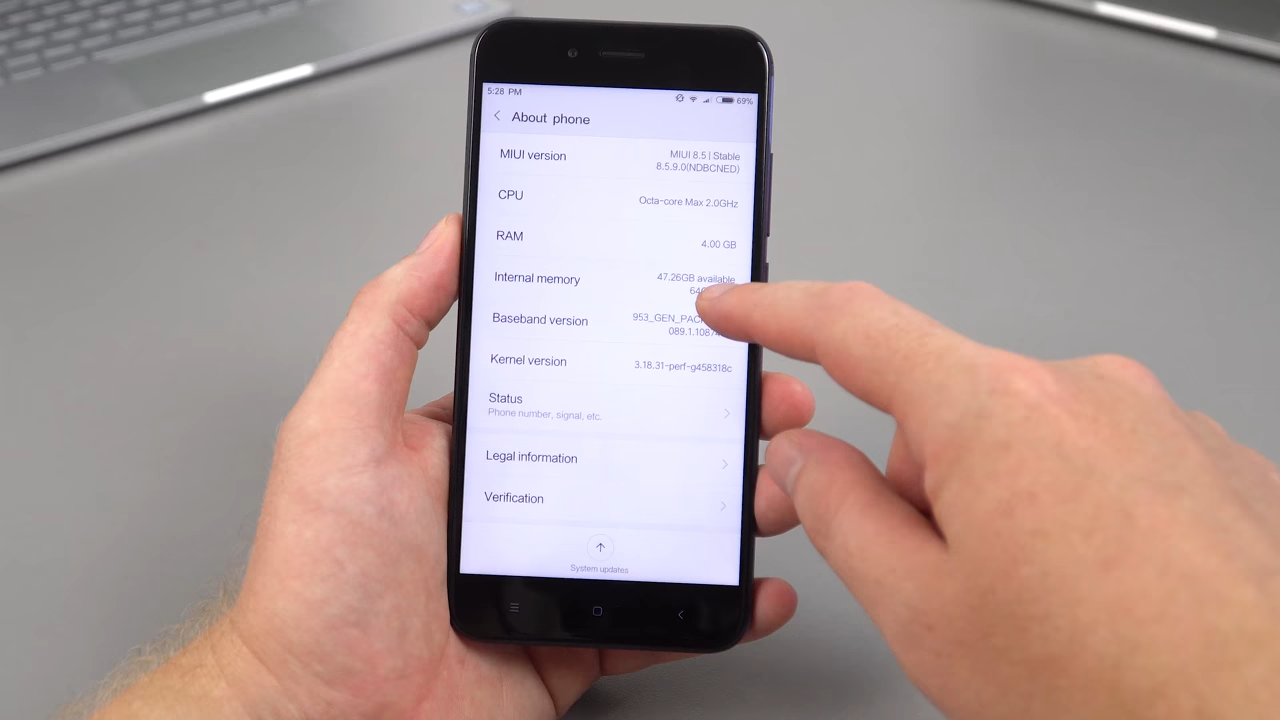 5:28 PM
69%
About phone
MIUI version
MIUI 8.5 | Stable
8.5.9.0(NDBCNED)
CPU
Octa-core Max 2.0GHz
RAM
4.00 GB
Internal memory
47.26GB available
Baseband version
Kernel version
3.18.31-perf-g458318c
Status
Phone number, signal, etc.
Legal information
Verification
System updates